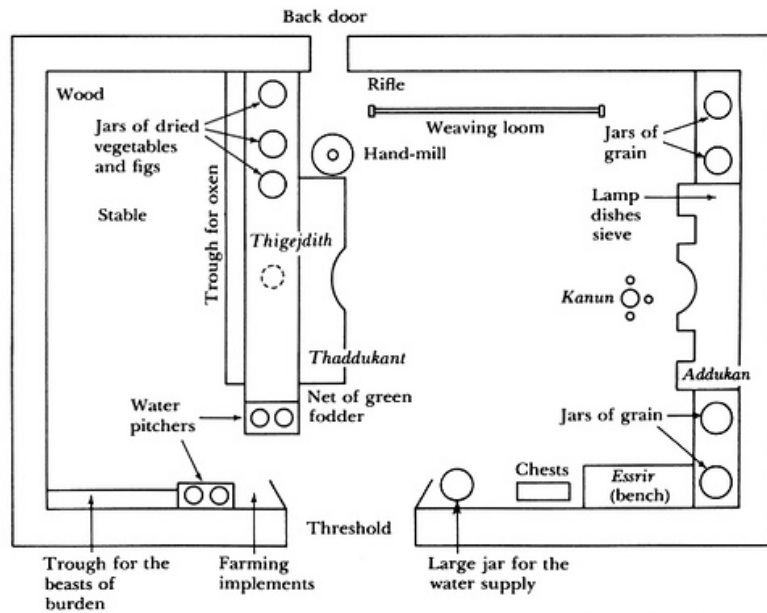 Back door
Wood
Rifle
Jars of dried
vegetables
and figs
Weaving loom
Jars of
grain
Hand-mill
Lamp
dishes
sieve
Stable
Trough for oxen
Thigejdith
Kanun
Thaddukant
Addukan
Net of green
fodder
Water
pitchers
Jars of grain
Chests
Essrir
(bench)
Threshold
Trough for the
beasts of
burden
Farming
implements
Large jar for the
water supply